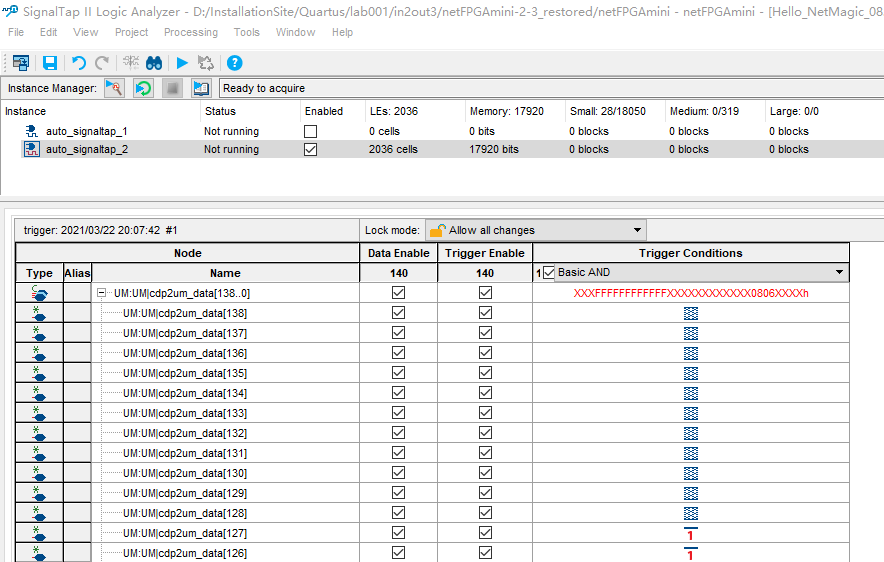 SignalTap II Logic Analyzer - D:/InstallationSite/Quartus/lab001/in2out3/netFPGAmini-2-3_restored/netFPGAmini - netFPGAmini - [Hello_NetMagic_08
File Edit View Project Processing Tools Window Help
Instance Manager: Ready to acquire
Instance Status Enabled LEs: 2036 Memory: 17920 Small: 28/18050 Medium: 0/319 Large: 0/0
auto_signaltap_1 Not running 0 cells 0 bits 0 blocks 0 blocks 0 blocks
auto_signaltap_2 Not running 2036 cells 17920 bits 0 blocks 0 blocks 0 blocks
trigger: 2021/03/22 20:07:42 #1 Lock mode: Allow all changes
Node Data Enable Trigger Enable Trigger Conditions
Type Alias Name 140 140 1 Basic AND
UM:UM|cdp2um_data[138..0] XXXFFFFFFFFFFFFXXXXXXXXXXXX0806XXXXh
UM:UM|cdp2um_data[138]
UM:UM|cdp2um_data[137]
UM:UM|cdp2um_data[136]
UM:UM|cdp2um_data[135]
UM:UM|cdp2um_data[134]
UM:UM|cdp2um_data[133]
UM:UM|cdp2um_data[132]
UM:UM|cdp2um_data[131]
UM:UM|cdp2um_data[130]
UM:UM|cdp2um_data[129]
UM:UM|cdp2um_data[128]
UM:UM|cdp2um_data[127] 1
UM:UM|cdp2um_data[126] 1